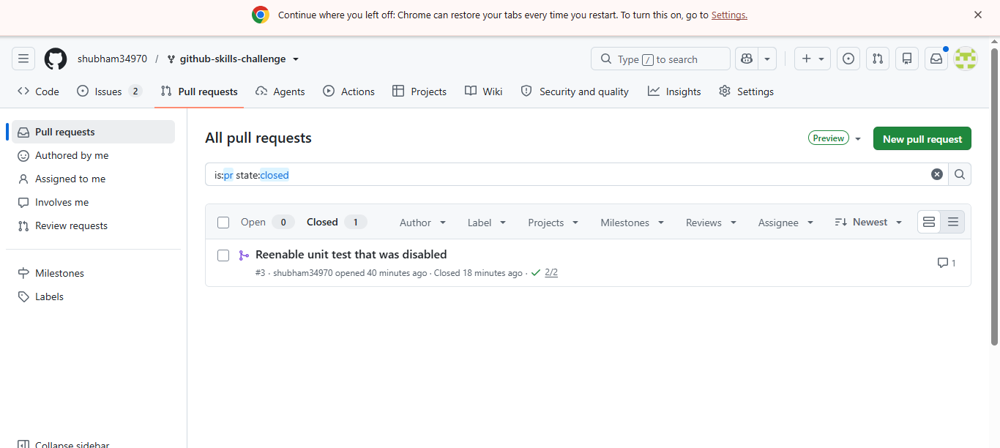 Continue where you left off: Chrome can restore your tabs every time you restart. To turn this on, go to Settings.
shubham34970 / github-skills-challenge
Type / to search
Code Issues 2 Pull requests Agents Actions Projects Wiki Security and quality Insights Settings
Pull requests
Authored by me
Assigned to me
Involves me
Review requests
Milestones
Labels
Collapse sidebar
All pull requests
Preview
New pull request
is:pr state:closed
Open 0 Closed 1 Author Label Projects Milestones Reviews Assignee Newest
Reenable unit test that was disabled
#3 · shubham34970 opened 40 minutes ago · Closed 18 minutes ago · 2/2
1